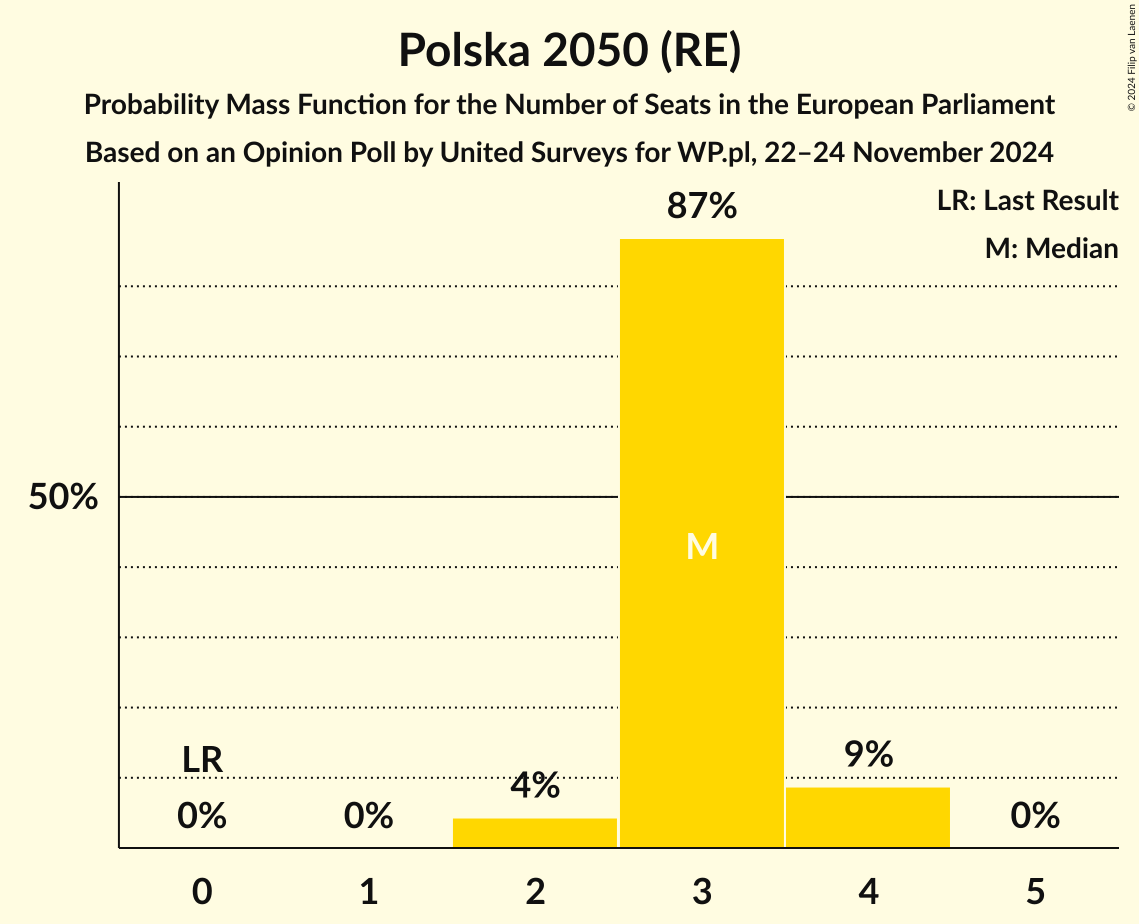 Polska 2050 (RE)
Probability Mass Function for the Number of Seats in the European Parliament
Based on an Opinion Poll by United Surveys for WP.pl, 22–24 November 2024
© 2024 Filip van Laenen
LR: Last Result
M: Median
87%
50%
M
LR
0%
0%
4%
9%
0%
0
1
2
3
4
5